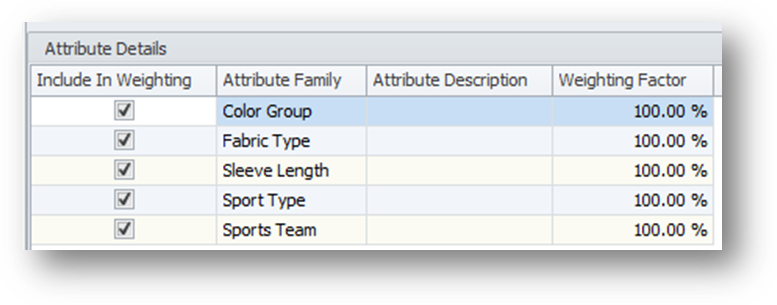 Attribute Details
Include In Weighting Attribute Family Attribute Description Weighting Factor
Color Group 100.00 %
Fabric Type 100.00 %
Sleeve Length 100.00 %
Sport Type 100.00 %
Sports Team 100.00 %